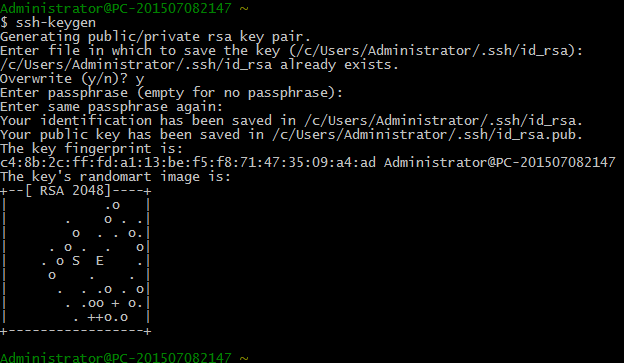 Administrator@PC-201507082147 ~
$ ssh-keygen
Generating public/private rsa key pair.
Enter file in which to save the key (/c/Users/Administrator/.ssh/id_rsa):
/c/Users/Administrator/.ssh/id_rsa already exists.
Overwrite (y/n)? y
Enter passphrase (empty for no passphrase):
Enter same passphrase again:
Your identification has been saved in /c/Users/Administrator/.ssh/id_rsa.
Your public key has been saved in /c/Users/Administrator/.ssh/id_rsa.pub.
The key fingerprint is:
c4:8b:2c:ff:fd:a1:13:be:f5:f8:71:47:35:09:a4:ad Administrator@PC-201507082147
The key's randomart image is:
+--[ RSA 2048]----+
|            .o   |
|       .    o . .|
|        o  . . o.|
|     . o .  .   o|
|    . o S  E    .|
|     o    .    . |
|      .  . .o . o|
|       . .oo + o.|
|        . ++o.o  |
+-----------------+
Administrator@PC-201507082147 ~